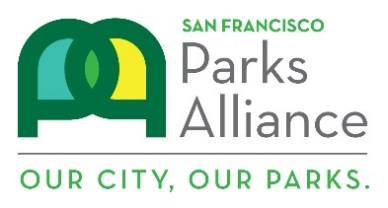 SAN FRANCISCO
Parks
Alliance
OUR CITY, OUR PARKS.